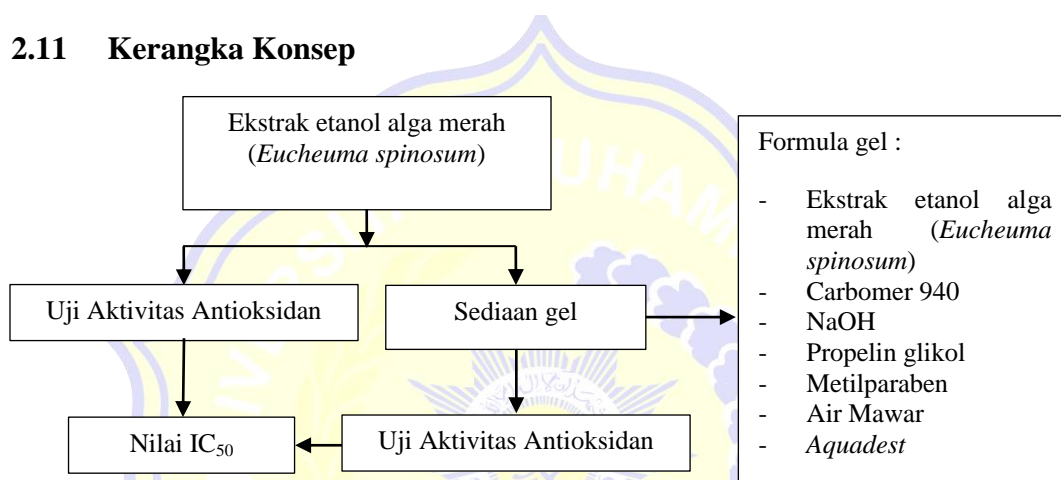 2.11 Kerangka Konsep
Ekstrak etanol alga merah
(Eucheuma spinosum)
Uji Aktivitas Antioksidan
Sediaan gel
Nilai IC₅₀
Uji Aktivitas Antioksidan
Formula gel :
- Ekstrak etanol alga
merah (Eucheuma
spinosum)
- Carbomer 940
- NaOH
- Propelin glikol
- Metilparaben
- Air Mawar
- Aquadest